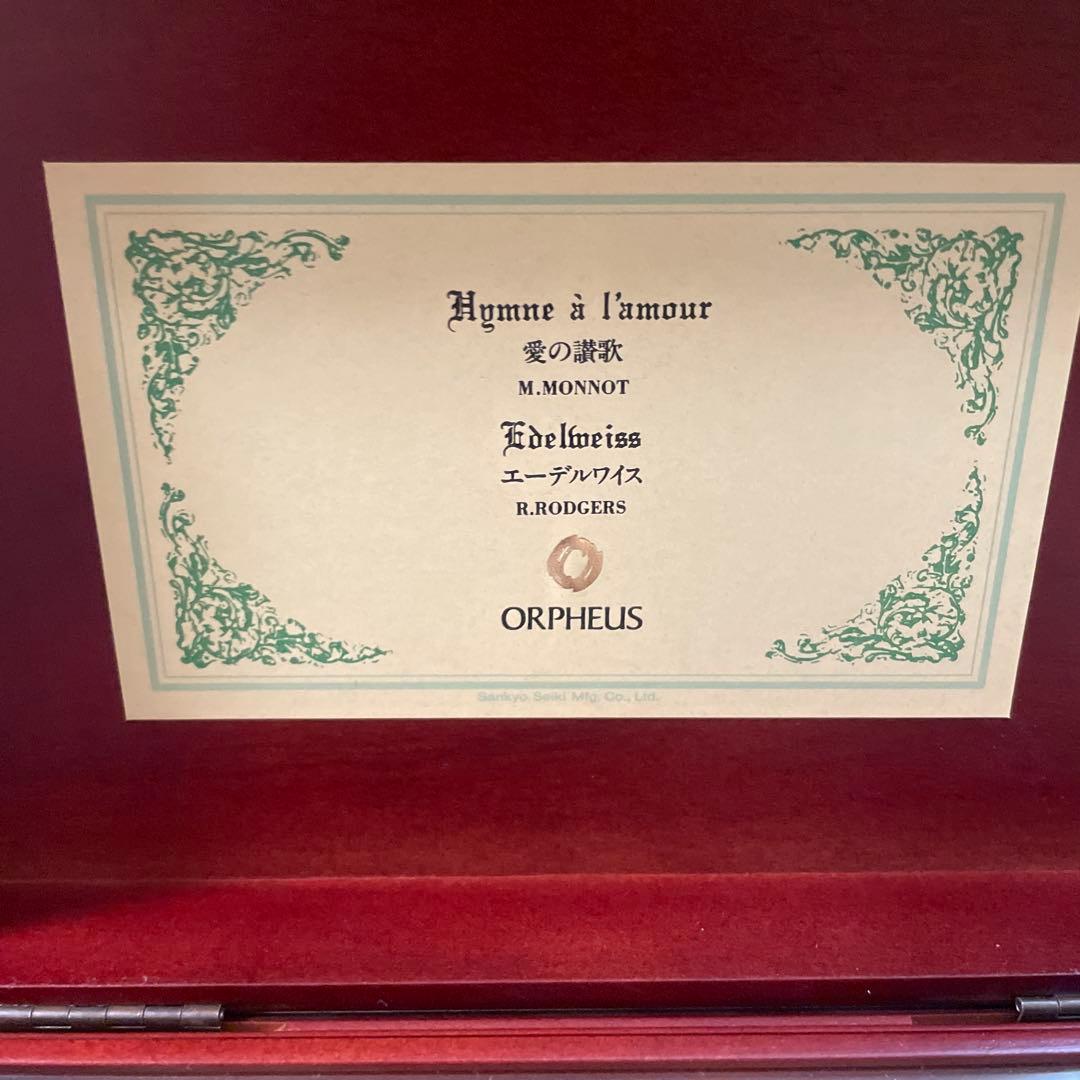 Hymne à l'amour
愛の讃歌
M.MONNOT
Edelweiss
エーデルワイス
R.RODGERS
ORPHEUS
Sankyo Seiki Mfg. Co., Ltd.